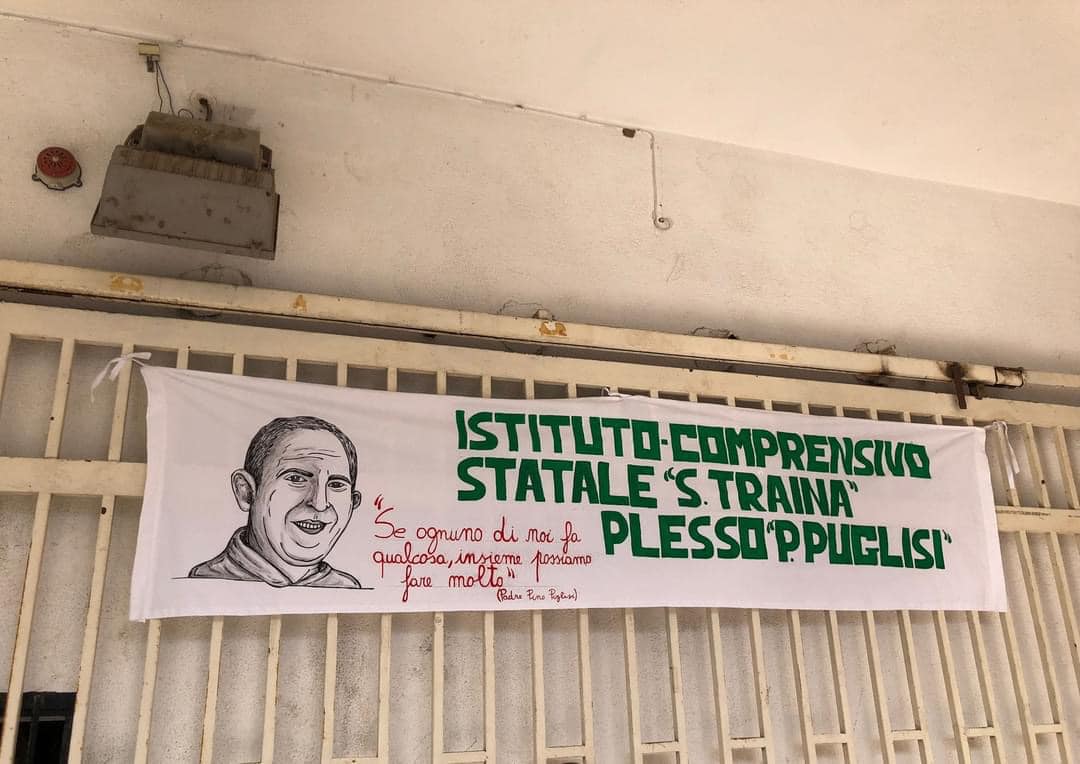 ISTITUTO-COMPRENSIVO
STATALE "S. TRAINA"
PLESSO "P. PUGLISI"
"Se ognuno di noi fa
qualcosa, insieme possiamo
fare molto"
(Padre Pino Puglisi)